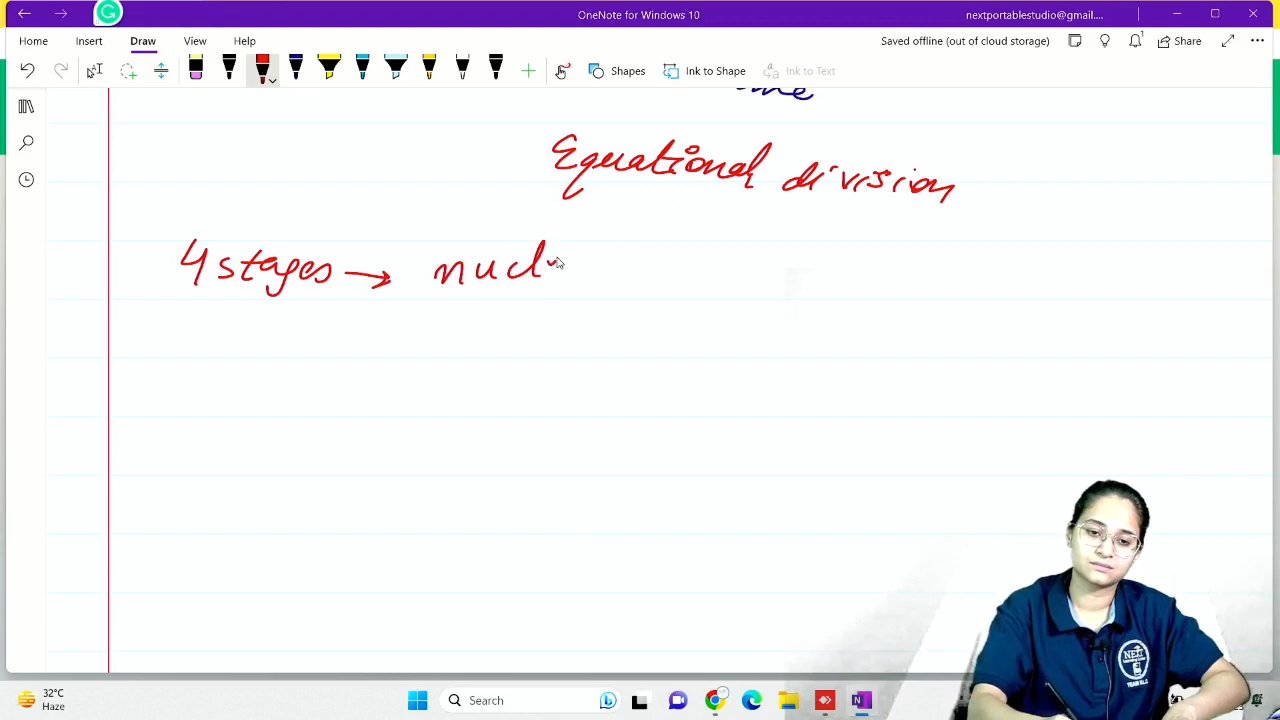 OneNote for Windows 10
nextportablestudio@gmail....
Home Insert Draw View Help
Saved offline (out of cloud storage)
Share
Shapes
Ink to Shape
Ink to Text
Equational division
4 stages → nucl
NEXT
32°C
Haze
Search